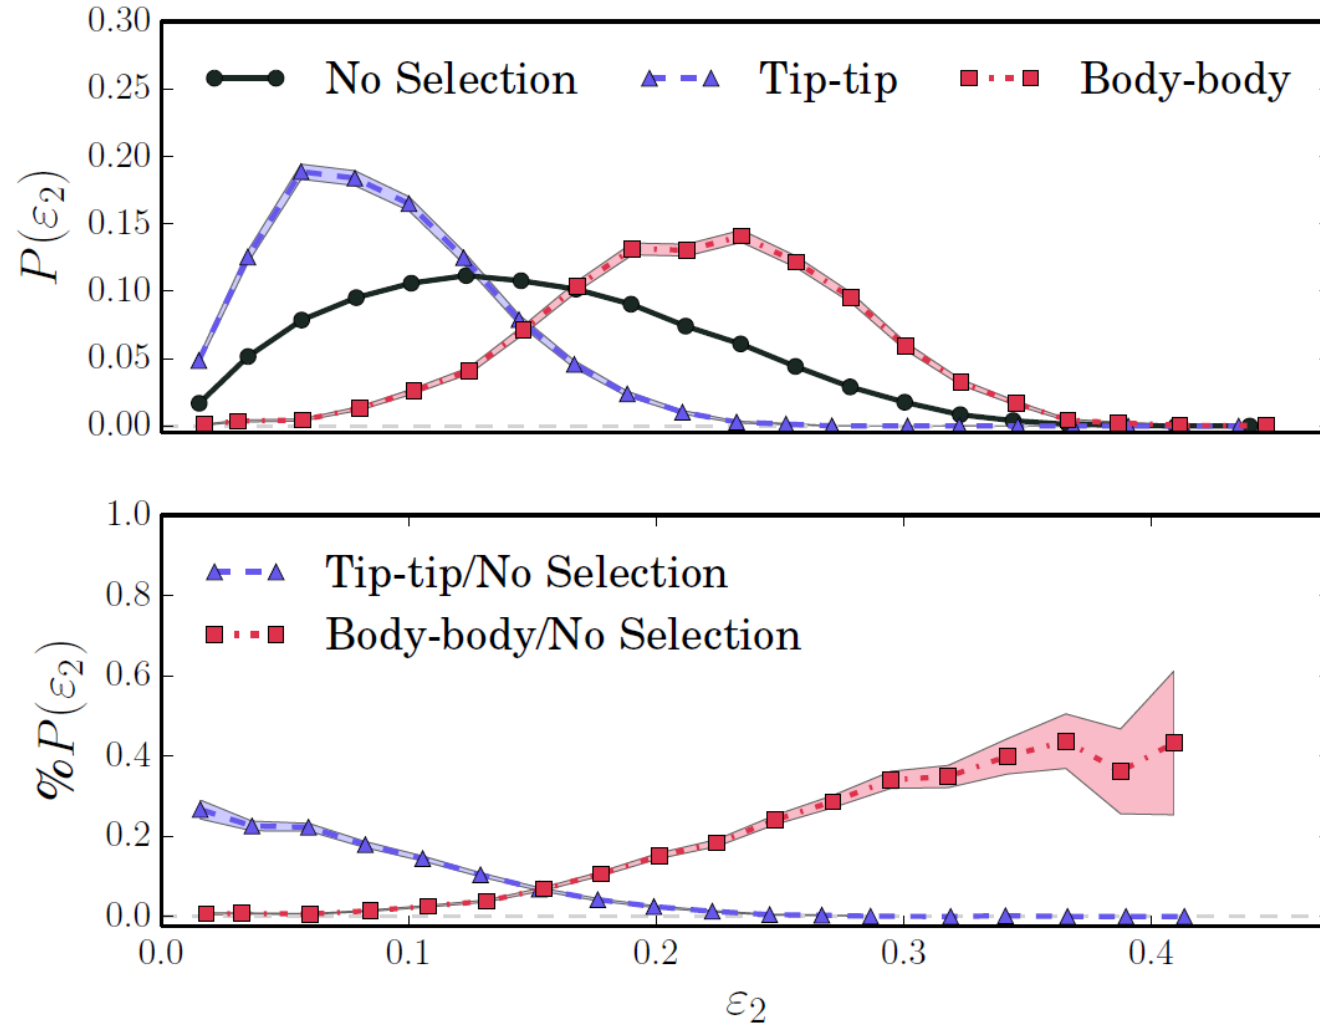 0.30
No Selection Tip-tip Body-body
0.25
0.20
0.15
0.10
0.05
0.00
P(ε₂)
1.0
Tip-tip/No Selection
0.8
Body-body/No Selection
0.6
0.4
0.2
0.0
%P(ε₂)
0.0 0.1 0.2 0.3 0.4
ε₂